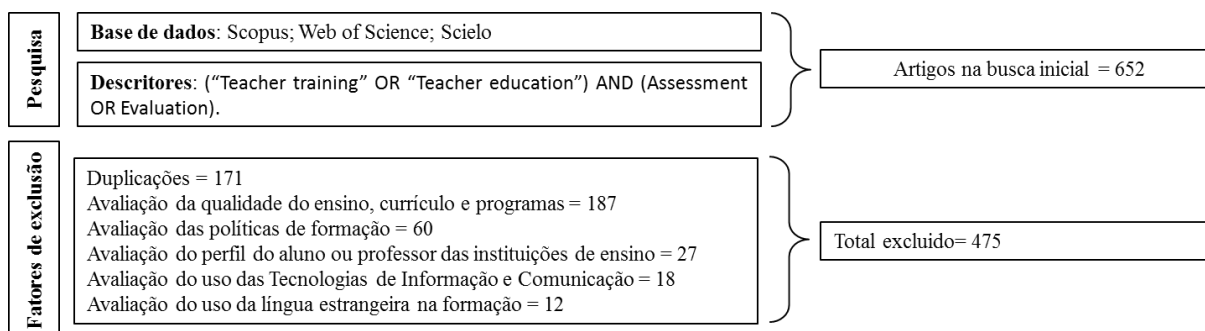 Pesquisa
Base de dados: Scopus; Web of Science; Scielo
Descritores: (“Teacher training” OR “Teacher education”) AND (Assessment
OR Evaluation).
Artigos na busca inicial = 652
Fatores de exclusão
Duplicações = 171
Avaliação da qualidade do ensino, currículo e programas = 187
Avaliação das políticas de formação = 60
Avaliação do perfil do aluno ou professor das instituições de ensino = 27
Avaliação do uso das Tecnologias de Informação e Comunicação = 18
Avaliação do uso da língua estrangeira na formação = 12
Total excluido= 475